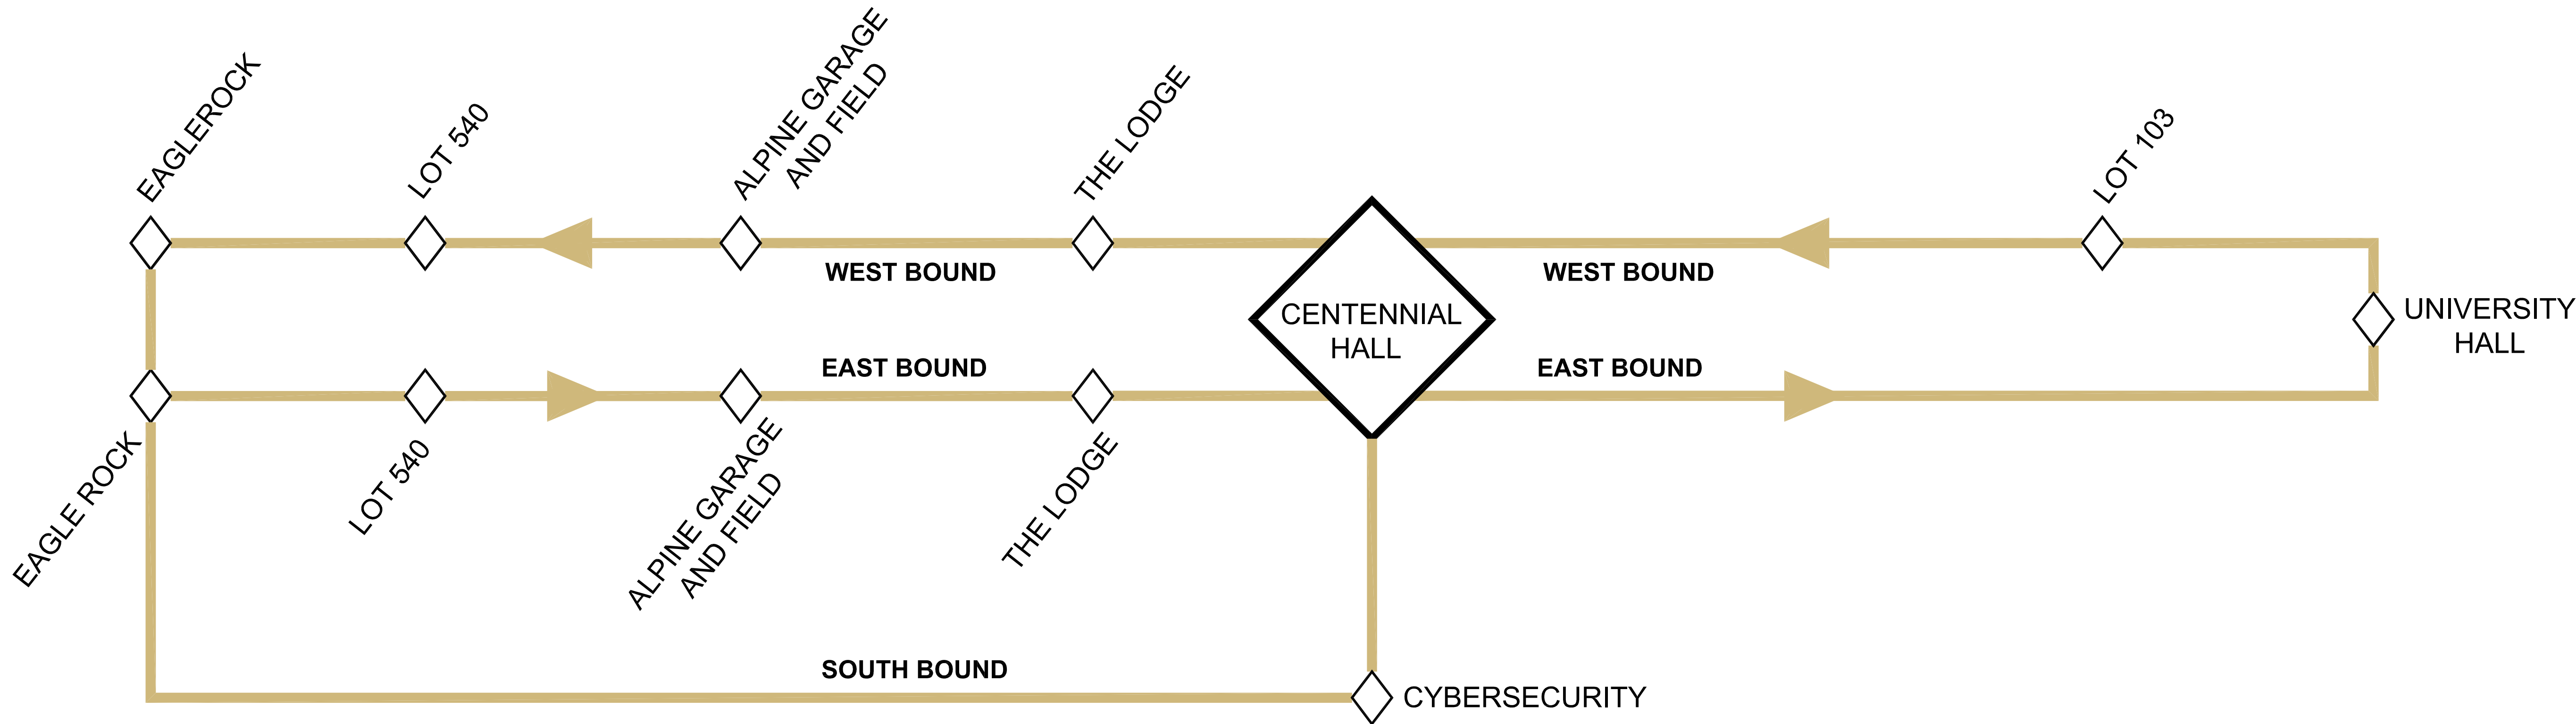 EAGLEROCK
LOT 540
ALPINE GARAGE
AND FIELD
THE LODGE
LOT 103
WEST BOUND
WEST BOUND
CENTENNIAL
HALL
UNIVERSITY
HALL
EAST BOUND
EAST BOUND
EAGLE ROCK
LOT 540
ALPINE GARAGE
AND FIELD
THE LODGE
SOUTH BOUND
CYBERSECURITY